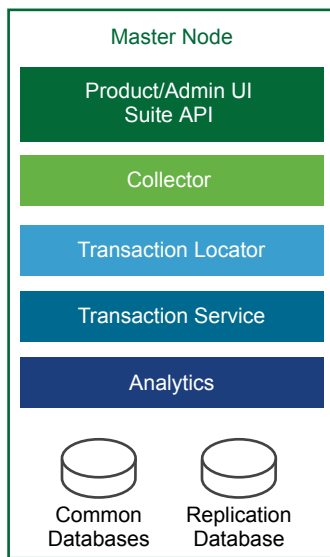 Master Node
Product/Admin UI
Suite API
Collector
Transaction Locator
Transaction Service
Analytics
Common
Databases
Replication
Database